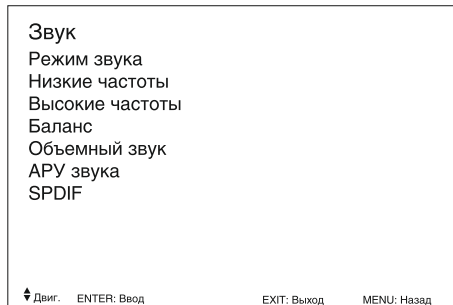 Звук
Режим звука
Низкие частоты
Высокие частоты
Баланс
Объемный звук
АРУ звука
SPDIF
Двиг. ENTER: Ввод EXIT: Выход MENU: Назад